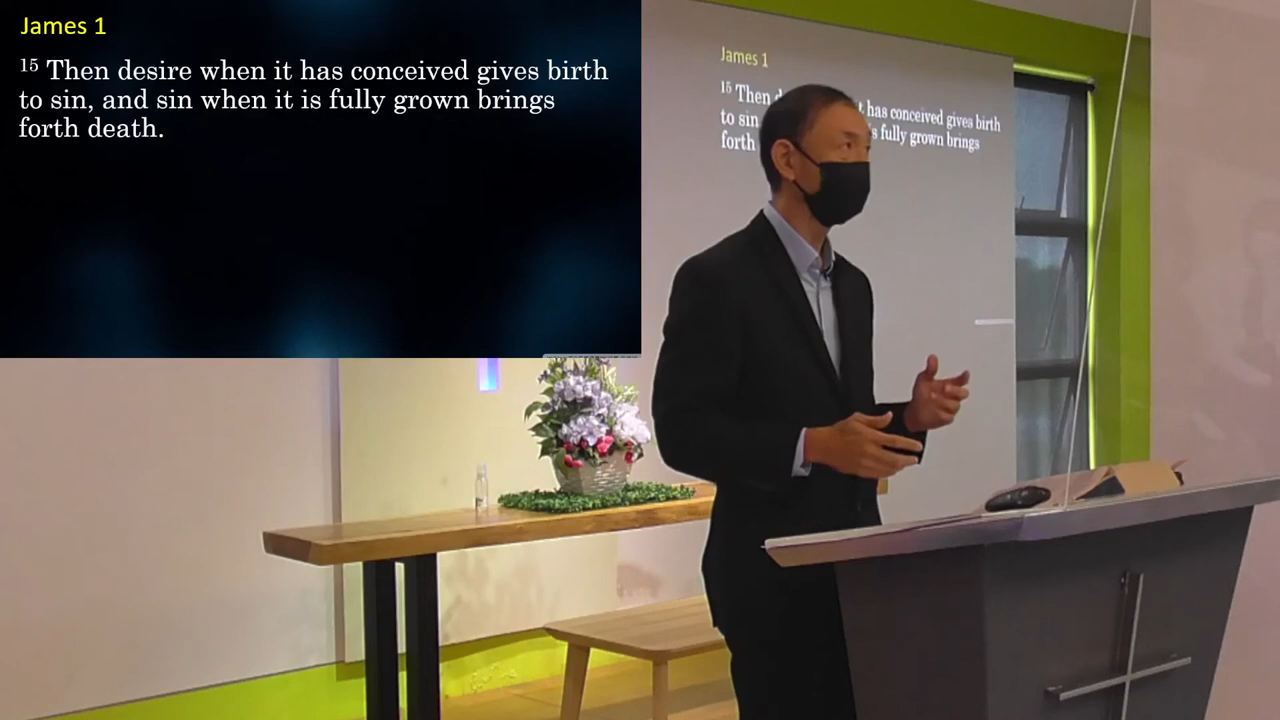 James 1
15 Then desire when it has conceived gives birth
to sin, and sin when it is fully grown brings
forth death.
James 1
15 Then d t has conceived gives birth
to sin s fully grown brings
forth